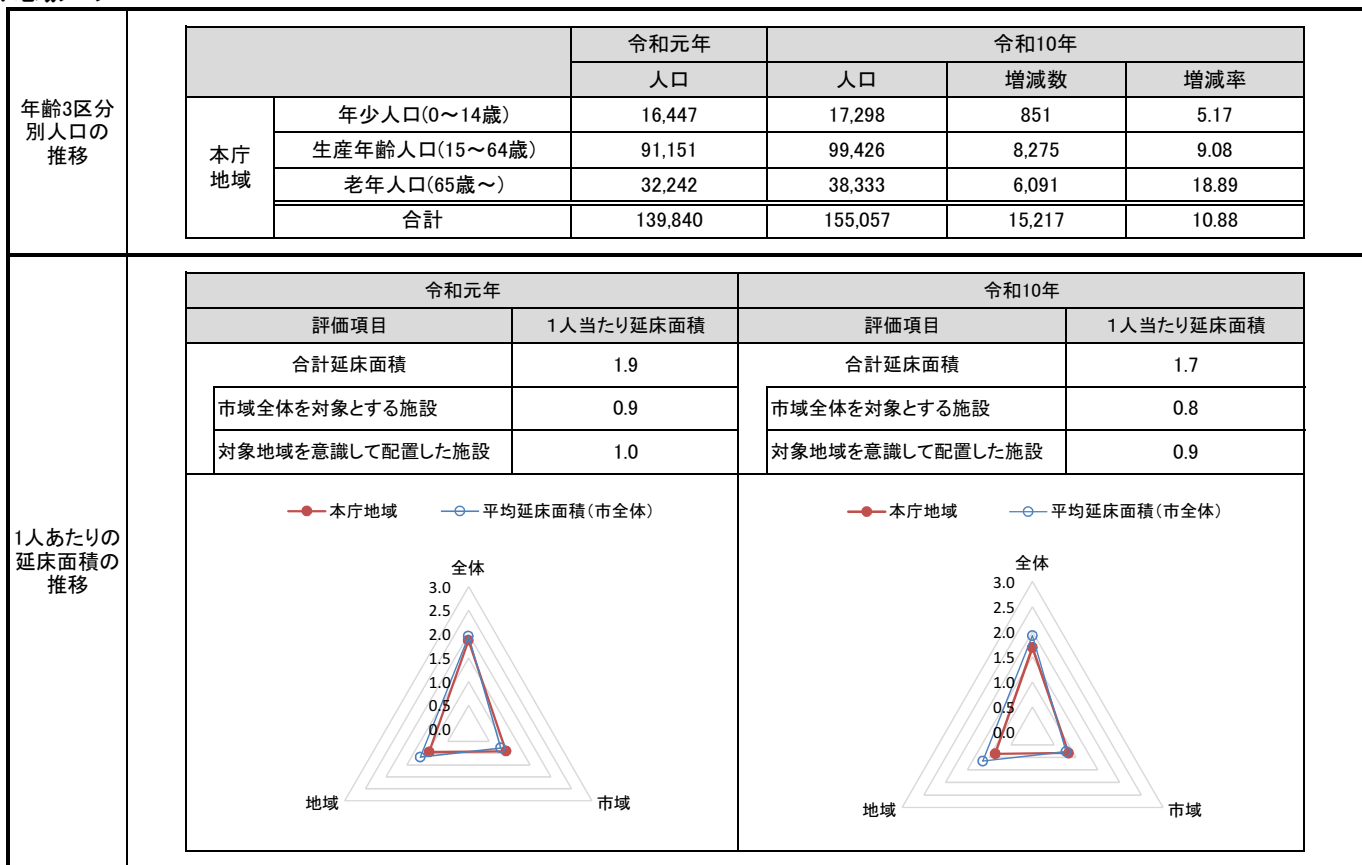 年齢3区分
別人口の
推移
令和元年 令和10年
人口 人口 増減数 増減率
本庁
地域
年少人口(0～14歳) 16,447 17,298 851 5.17
生産年齢人口(15～64歳) 91,151 99,426 8,275 9.08
老年人口(65歳～) 32,242 38,333 6,091 18.89
合計 139,840 155,057 15,217 10.88
1人あたりの
延床面積の
推移
令和元年 令和10年
評価項目 1人当たり延床面積 評価項目 1人当たり延床面積
合計延床面積 1.9 合計延床面積 1.7
市域全体を対象とする施設 0.9 市域全体を対象とする施設 0.8
対象地域を意識して配置した施設 1.0 対象地域を意識して配置した施設 0.9
本庁地域 平均延床面積(市全体)
全体
3.0
2.5
2.0
1.5
1.0
0.5
0.0
地域 市域
本庁地域 平均延床面積(市全体)
全体
3.0
2.5
2.0
1.5
1.0
0.5
0.0
地域 市域